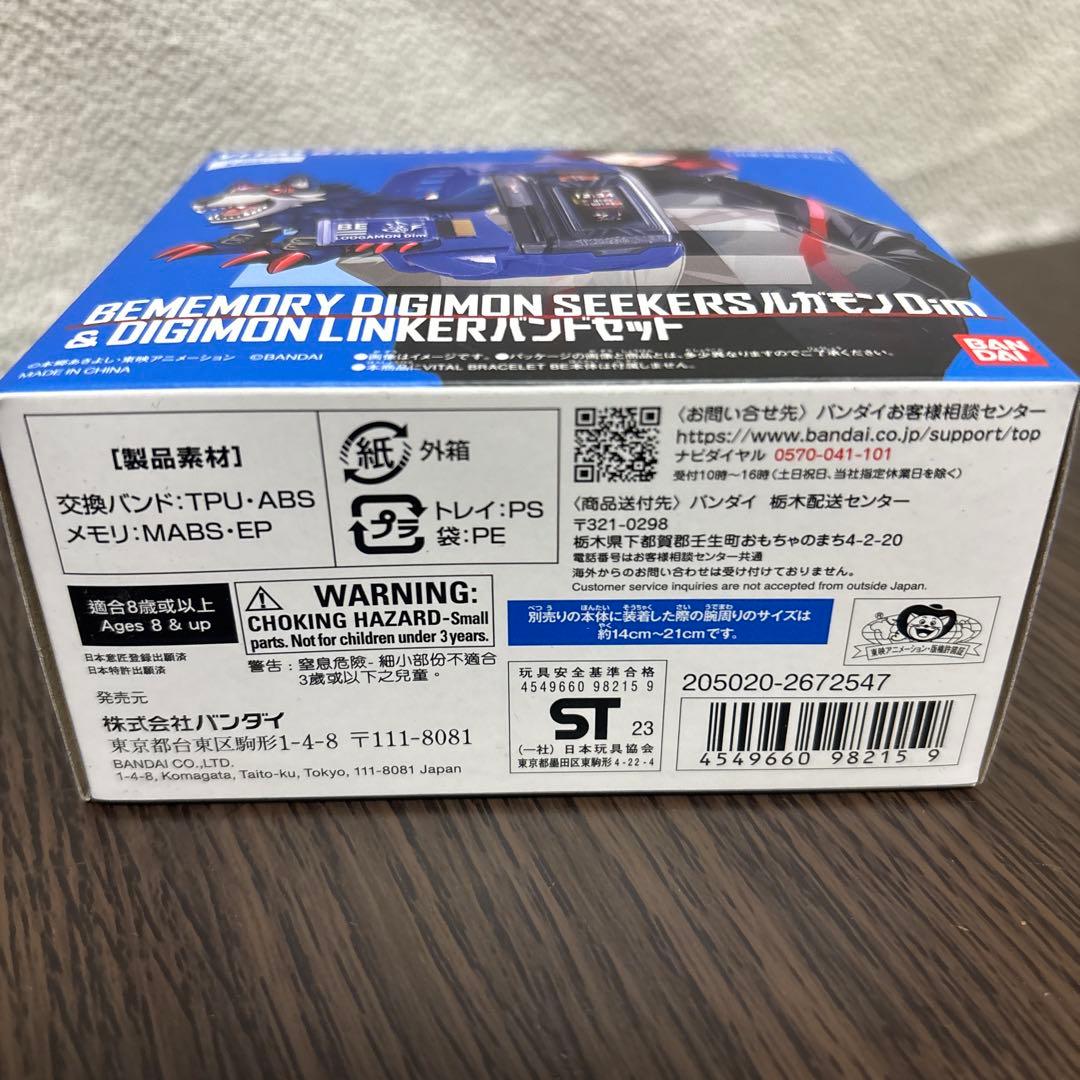 BE
LOOGAMON Dim
BEMEMORY DIGIMON SEEKERSルガモンDim
& DIGIMON LINKERバンドセット
©本郷あきよし・東映アニメーション ©BANDAI
MADE IN CHINA
●画像はイメージです。●パッケージの画像と商品とは、多少異なりますのでご了承ください。
●本商品にVITAL BRACELET BE本体は付属しません。
BAN
DAI
[製品素材]
交換バンド:TPU・ABS
メモリ:MABS・EP
紙 外箱
プラ トレイ:PS
袋:PE
〈お問い合せ先〉バンダイお客様相談センター
https://www.bandai.co.jp/support/top
ナビダイヤル 0570-041-101
受付10時〜16時(土日祝日、当社指定休業日を除く)
〈商品送付先〉バンダイ 栃木配送センター
〒321-0298
栃木県下都賀郡壬生町おもちゃのまち4-2-20
電話番号はお客様相談センター共通
海外からのお問い合わせは受け付けておりません。
Customer service inquiries are not accepted from outside Japan.
適合8歲或以上
Ages 8 & up
WARNING:
CHOKING HAZARD-Small
parts. Not for children under 3 years.
警告:窒息危險-細小部份不適合
3歲或以下之兒童。
日本意匠登録出願済
日本特許出願済
発売元
株式会社バンダイ
東京都台東区駒形1-4-8 〒111-8081
BANDAI CO.,LTD.
1-4-8, Komagata, Taito-ku, Tokyo, 111-8081 Japan
別売りの本体に装着した際の腕周りのサイズは
約14cm〜21cmです。
東映アニメーション・版権許諾証
玩具安全基準合格
4549660 98215 9
ST 23
(一社)日本玩具協会
東京都墨田区東駒形4-22-4
205020-2672547
4549660 98215 9